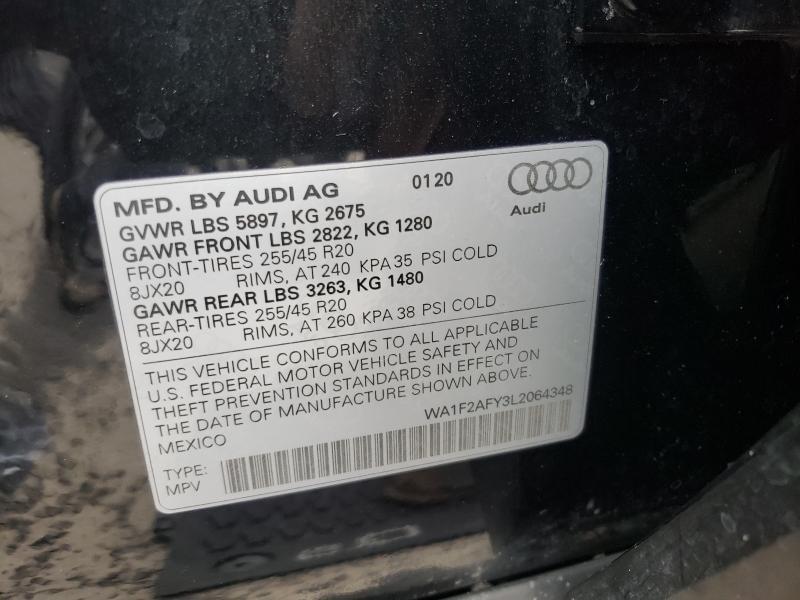 MFD. BY AUDI AG 0120
Audi
GVWR LBS 5897, KG 2675
GAWR FRONT LBS 2822, KG 1280
FRONT-TIRES 255/45 R20
8JX20 RIMS, AT 240 KPA 35 PSI COLD
GAWR REAR LBS 3263, KG 1480
REAR-TIRES 255/45 R20
8JX20 RIMS, AT 260 KPA 38 PSI COLD
THIS VEHICLE CONFORMS TO ALL APPLICABLE
U.S. FEDERAL MOTOR VEHICLE SAFETY AND
THEFT PREVENTION STANDARDS IN EFFECT ON
THE DATE OF MANUFACTURE SHOWN ABOVE.
MEXICO WA1F2AFY3L2064348
TYPE:
MPV